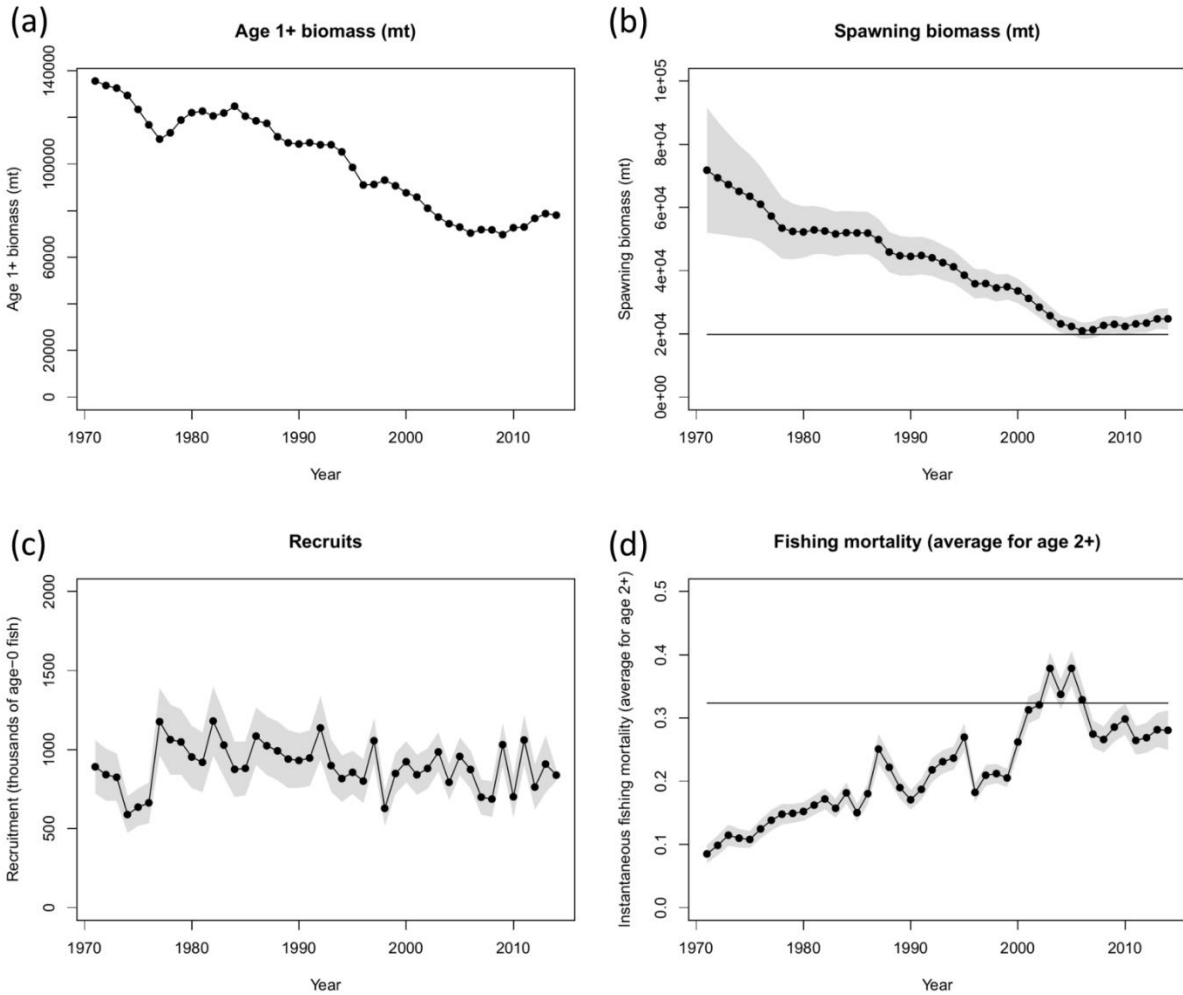 (a)
Age 1+ biomass (mt)
Age 1+ biomass (mt)
140000
100000
60000
20000
0
1970 1980 1990 2000 2010
Year
(b)
Spawning biomass (mt)
Spawning biomass (mt)
1e+05
8e+04
6e+04
4e+04
2e+04
0e+00
1970 1980 1990 2000 2010
Year
(c)
Recruits
Recruitment (thousands of age−0 fish)
2000
1500
1000
500
0
1970 1980 1990 2000 2010
Year
(d)
Fishing mortality (average for age 2+)
Instantaneous fishing mortality (average for age 2+)
0.5
0.4
0.3
0.2
0.1
0.0
1970 1980 1990 2000 2010
Year